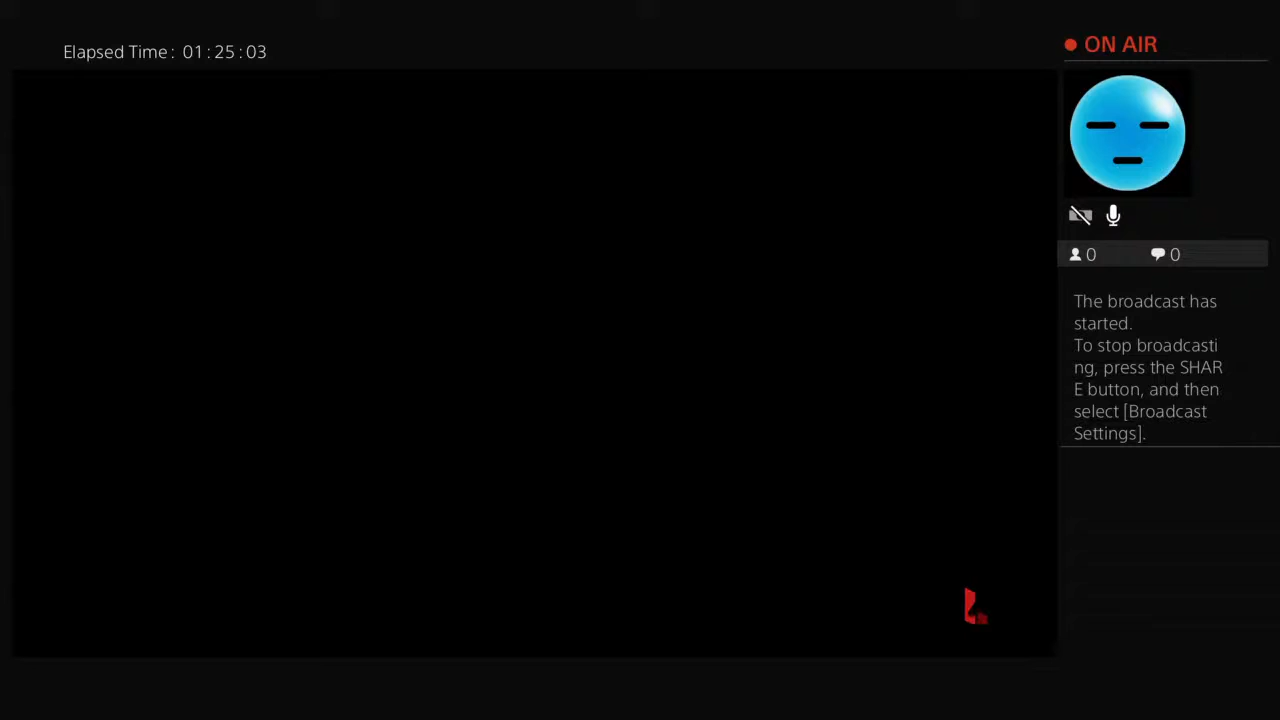 Elapsed Time: 01:25:03
ON AIR
0 0
The broadcast has
started.
To stop broadcasti
ng, press the SHAR
E button, and then
select [Broadcast
Settings].